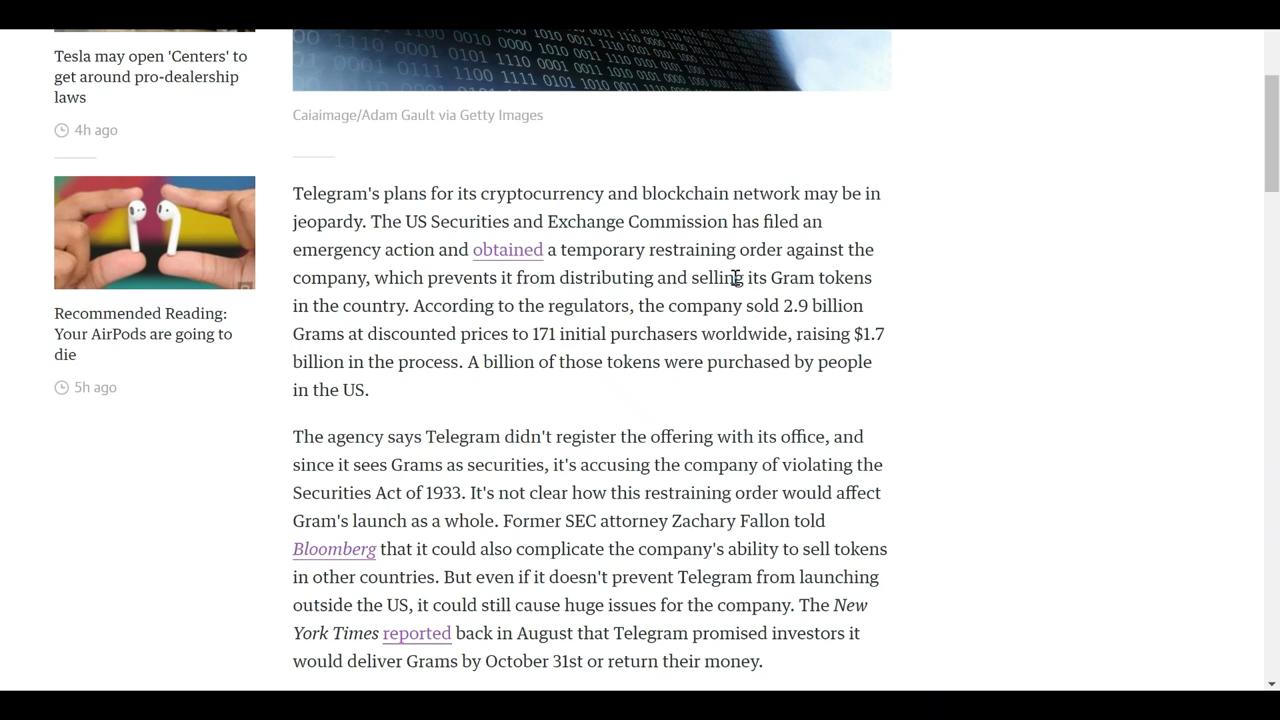 Tesla may open 'Centers' to
get around pro-dealership
laws
4h ago
Recommended Reading:
Your AirPods are going to
die
5h ago
Caiaimage/Adam Gault via Getty Images
Telegram's plans for its cryptocurrency and blockchain network may be in
jeopardy. The US Securities and Exchange Commission has filed an
emergency action and obtained a temporary restraining order against the
company, which prevents it from distributing and selling its Gram tokens
in the country. According to the regulators, the company sold 2.9 billion
Grams at discounted prices to 171 initial purchasers worldwide, raising $1.7
billion in the process. A billion of those tokens were purchased by people
in the US.
The agency says Telegram didn't register the offering with its office, and
since it sees Grams as securities, it's accusing the company of violating the
Securities Act of 1933. It's not clear how this restraining order would affect
Gram's launch as a whole. Former SEC attorney Zachary Fallon told
Bloomberg that it could also complicate the company's ability to sell tokens
in other countries. But even if it doesn't prevent Telegram from launching
outside the US, it could still cause huge issues for the company. The New
York Times reported back in August that Telegram promised investors it
would deliver Grams by October 31st or return their money.